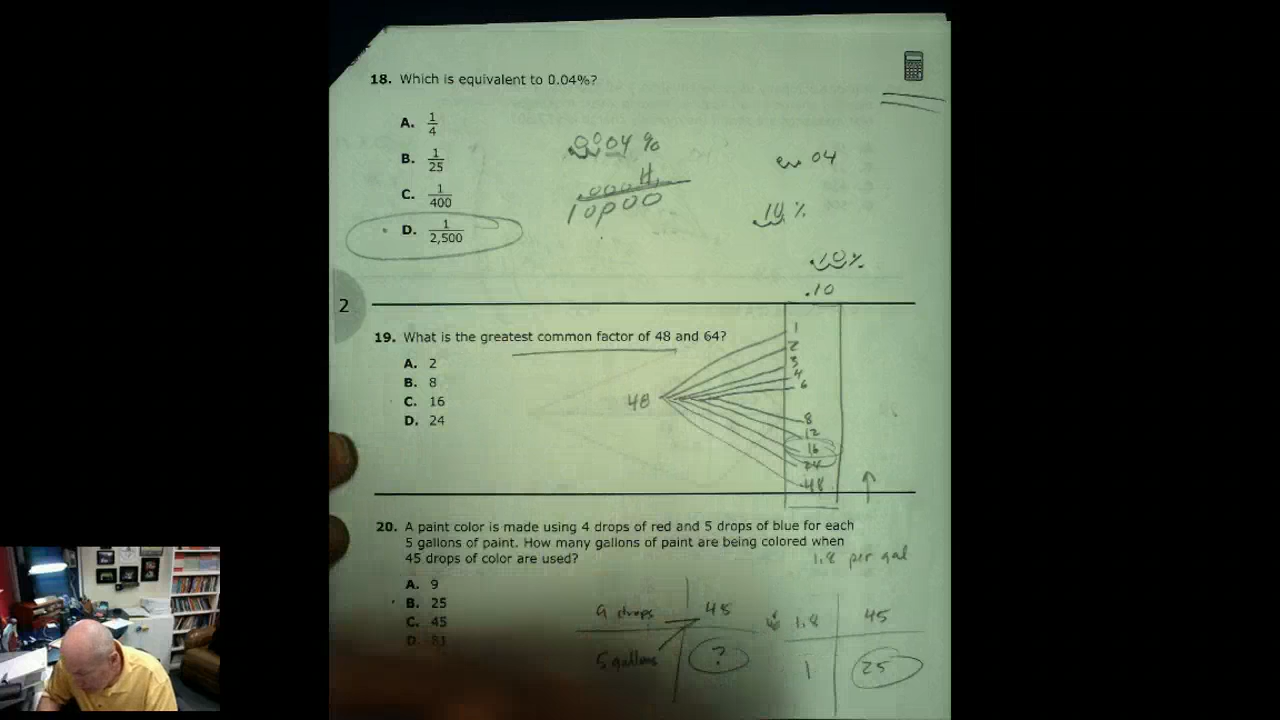 18. Which is equivalent to 0.04%?
A. 1/4
B. 1/25
C. 1/400
D. 1/2,500
0004 %
10000
04
10 %
10 %
.10
2
19. What is the greatest common factor of 48 and 64?
A. 2
B. 8
C. 16
D. 24
48
1
2
3
4
6
8
12
16
24
48
20. A paint color is made using 4 drops of red and 5 drops of blue for each
5 gallons of paint. How many gallons of paint are being colored when
45 drops of color are used?
1.8 per gal
A. 9
B. 25
C. 45
D. 81
9 drops 45
5 gallons ?
1.8 45
1 25